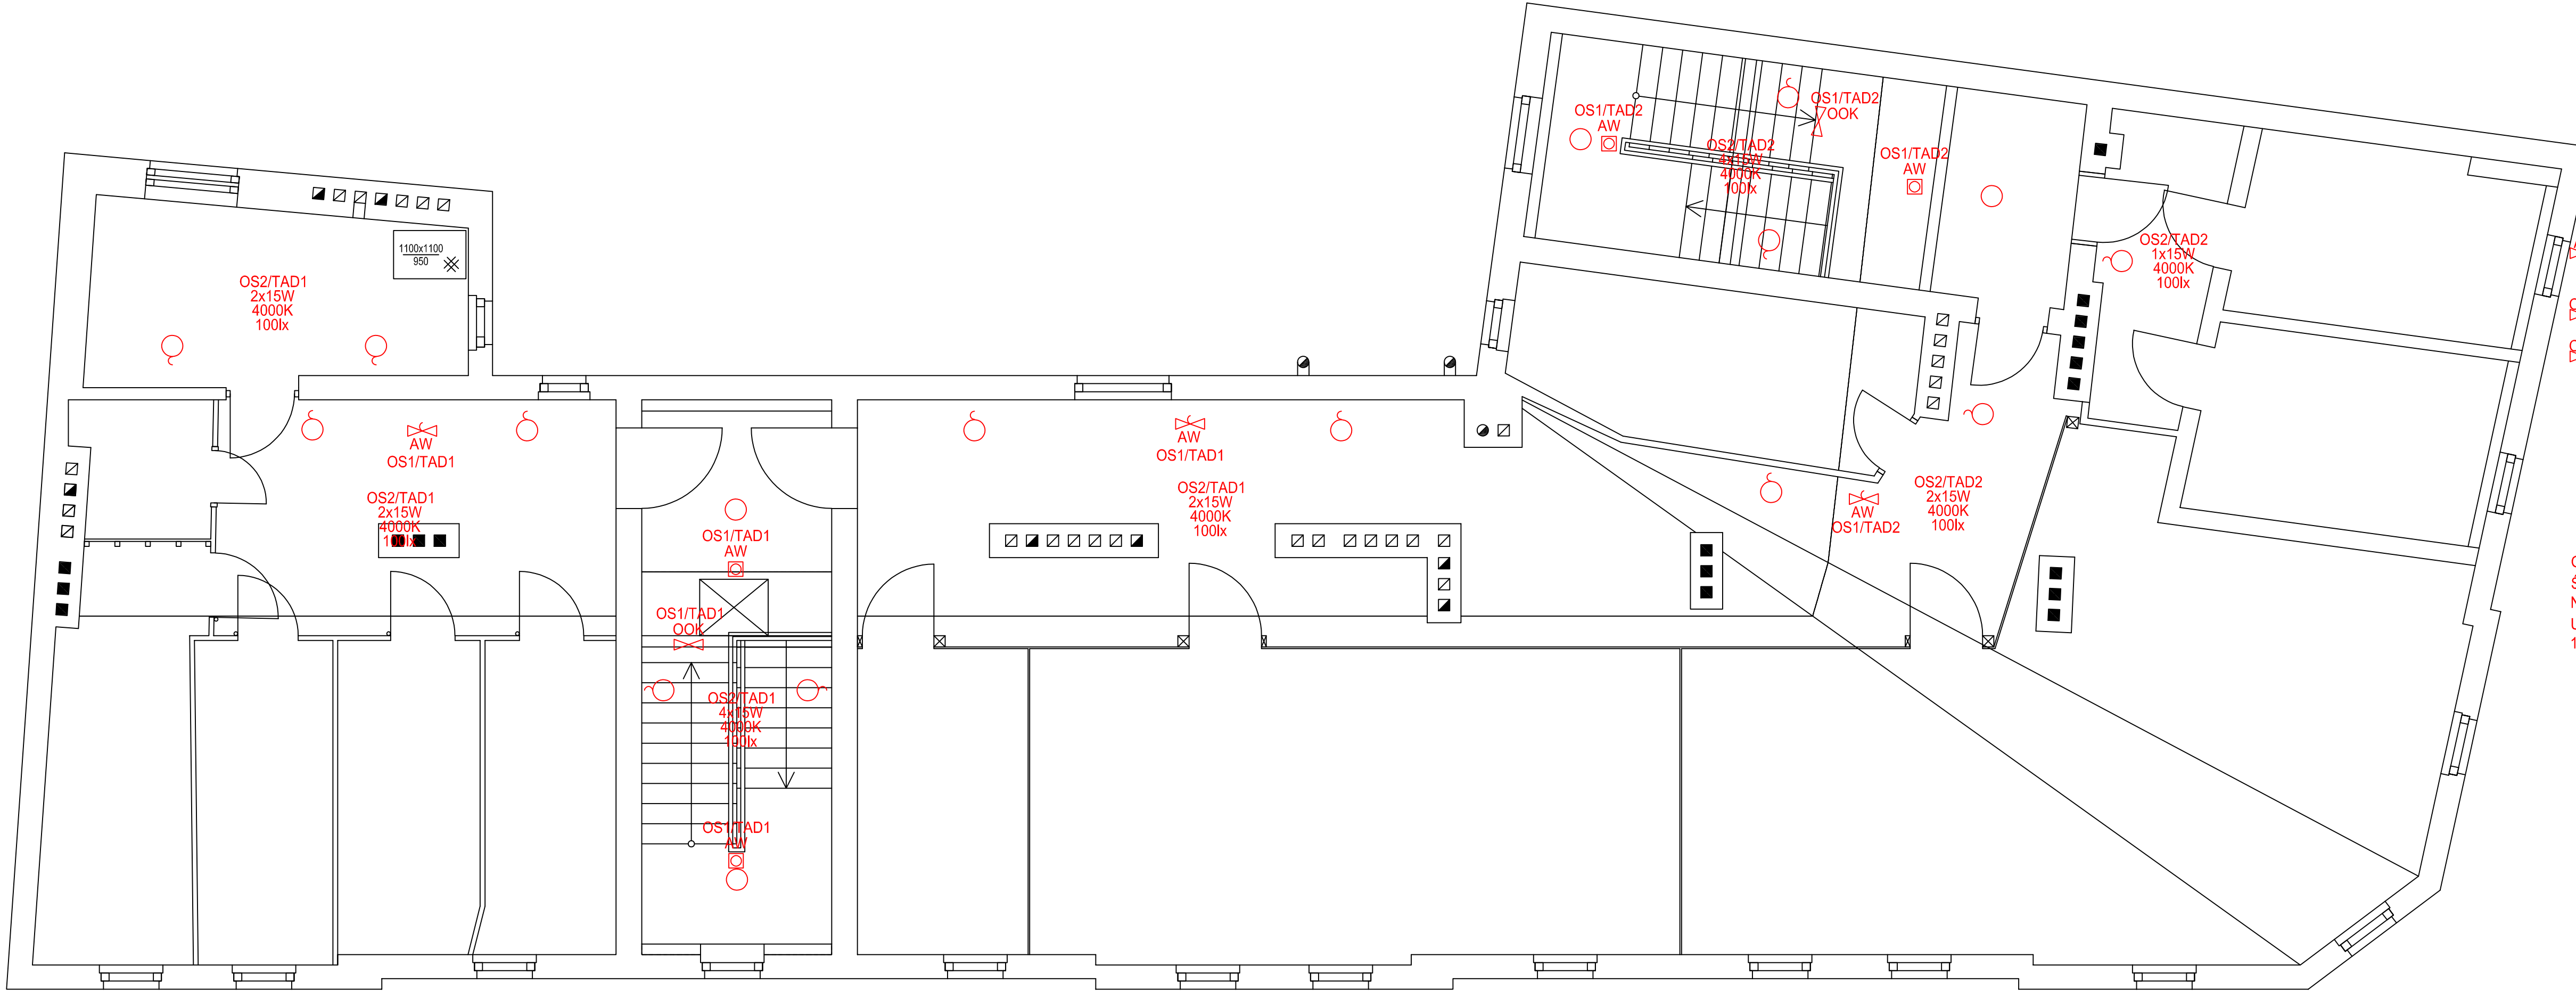 OS1/TAD2
OOK
OS1/TAD2
AW
OS2/TAD2
4x15W
4000K
100lx
OS1/TAD2
AW
1100x1100
950
OS2/TAD1
2x15W
4000K
100lx
OS2/TAD2
1x15W
4000K
100lx
AW
OS1/TAD1
OS2/TAD1
2x15W
4000K
100lx
AW
OS1/TAD1
OS2/TAD1
2x15W
4000K
100lx
OS2/TAD2
2x15W
4000K
100lx
AW
OS1/TAD2
OS1/TAD1
AW
OS1/TAD1
OOK
OS2/TAD1
4x15W
4000K
100lx
OS1/TAD1
AW